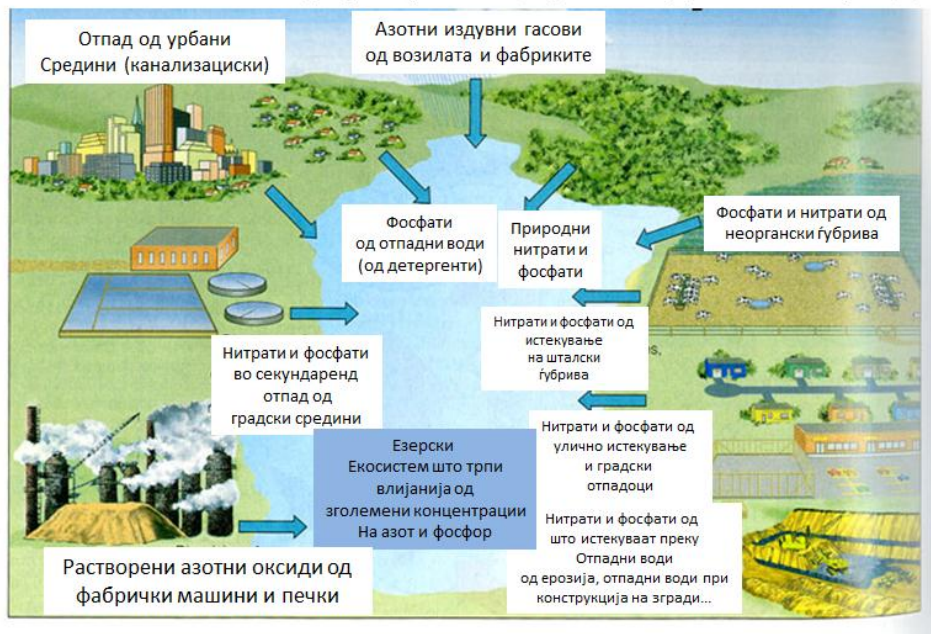 Отпад од урбани
Средини (канализациски)
Азотни издувни гасови
од возилата и фабриките
Фосфати
од отпадни води
(од детергенти)
Природни
нитрати и
фосфати
Фосфати и нитрати од
неоргански ѓубрива
Нитрати и фосфати од
истекување
на шталски
ѓубрива
Нитрати и фосфати
во секундаренд
отпад од
градски средини
Нитрати и фосфати од
улично истекување
и градски
отпадоци
Езерски
Екосистем што трпи
влијанија од
зголемени концентрации
На азот и фосфор
Нитрати и фосфати од
што истекуваат преку
Отпадни води
од ерозија, отпадни води при
конструкција на згради...
Растворени азотни оксиди од
фабрички машини и печки